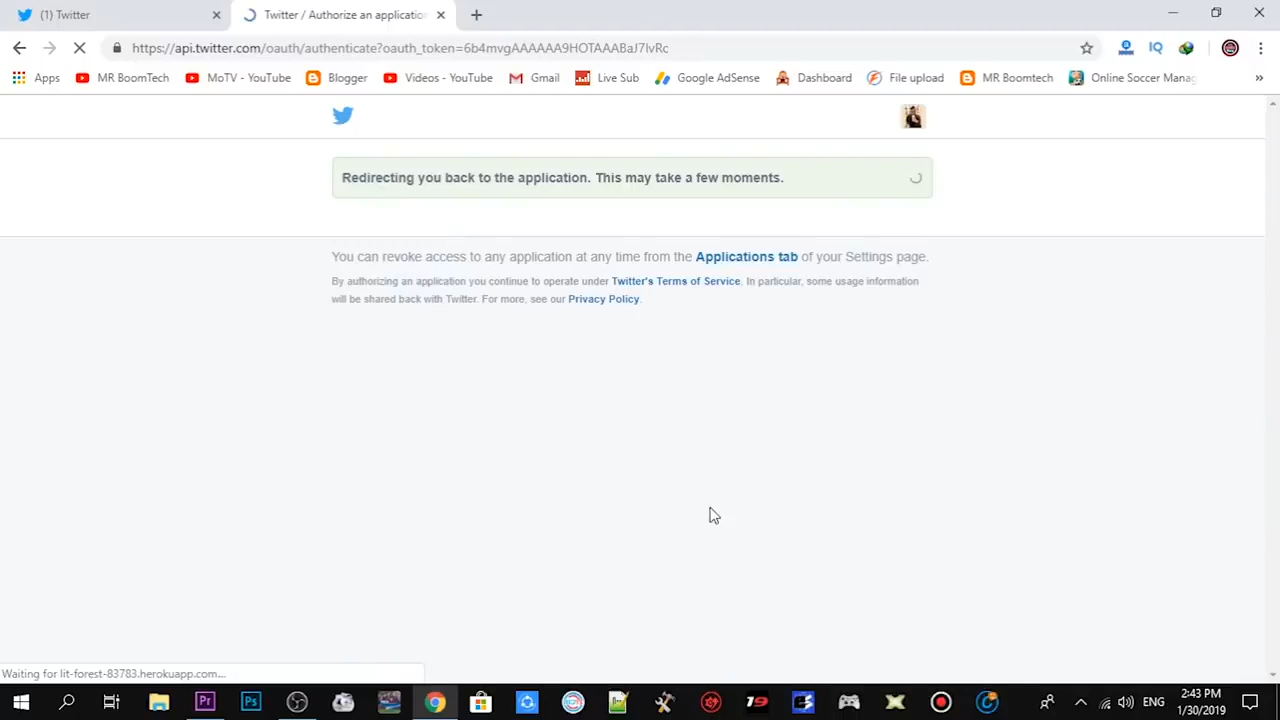 (1) Twitter
Twitter / Authorize an application
https://api.twitter.com/oauth/authenticate?oauth_token=6b4mvgAAAAAA9HOTAAABaJ7lvRc
Apps MR BoomTech MoTV - YouTube Blogger Videos - YouTube Gmail Live Sub Google AdSense Dashboard File upload MR Boomtech Online Soccer Manag »
Redirecting you back to the application. This may take a few moments.
You can revoke access to any application at any time from the Applications tab of your Settings page.
By authorizing an application you continue to operate under Twitter's Terms of Service. In particular, some usage information
will be shared back with Twitter. For more, see our Privacy Policy.
Waiting for lit-forest-83783.herokuapp.com...
Pr Ps 19 ENG
2:43 PM
1/30/2019